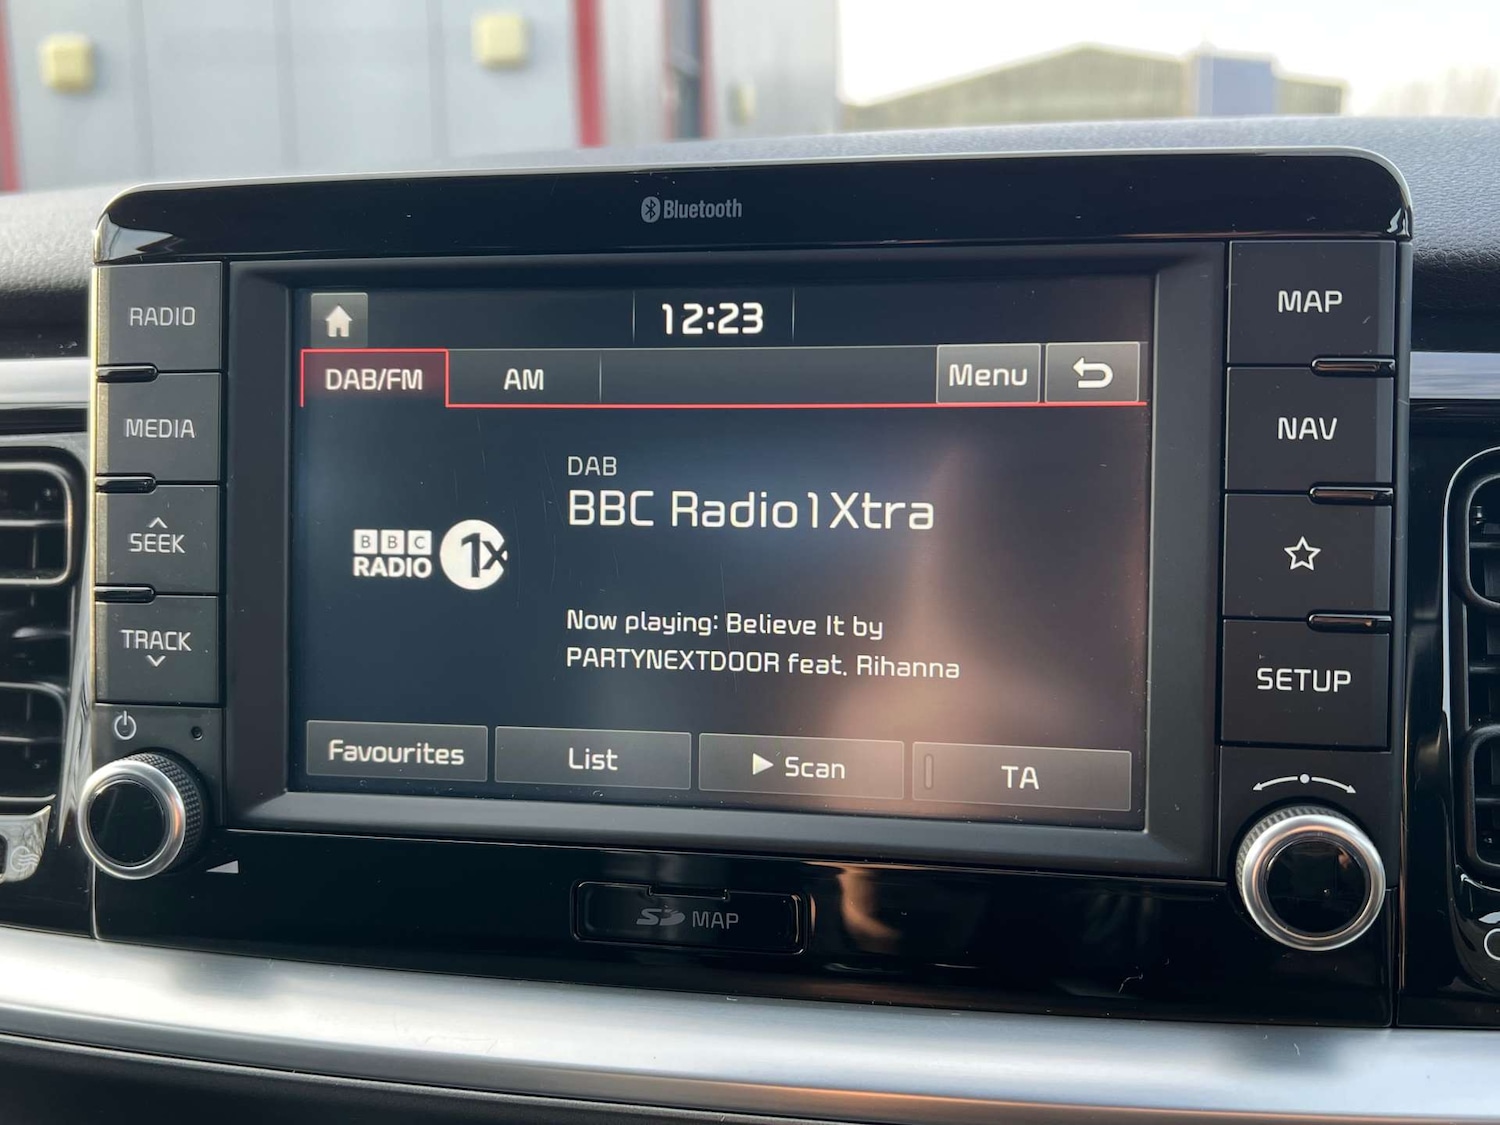 Bluetooth
RADIO
MEDIA
SEEK
TRACK
12:23
DAB/FM
AM
Menu
DAB
BBC Radio1Xtra
BBC
RADIO
1x
Now playing: Believe It by
PARTYNEXTDOOR feat. Rihanna
Favourites
List
Scan
TA
MAP
NAV
SETUP
SD MAP